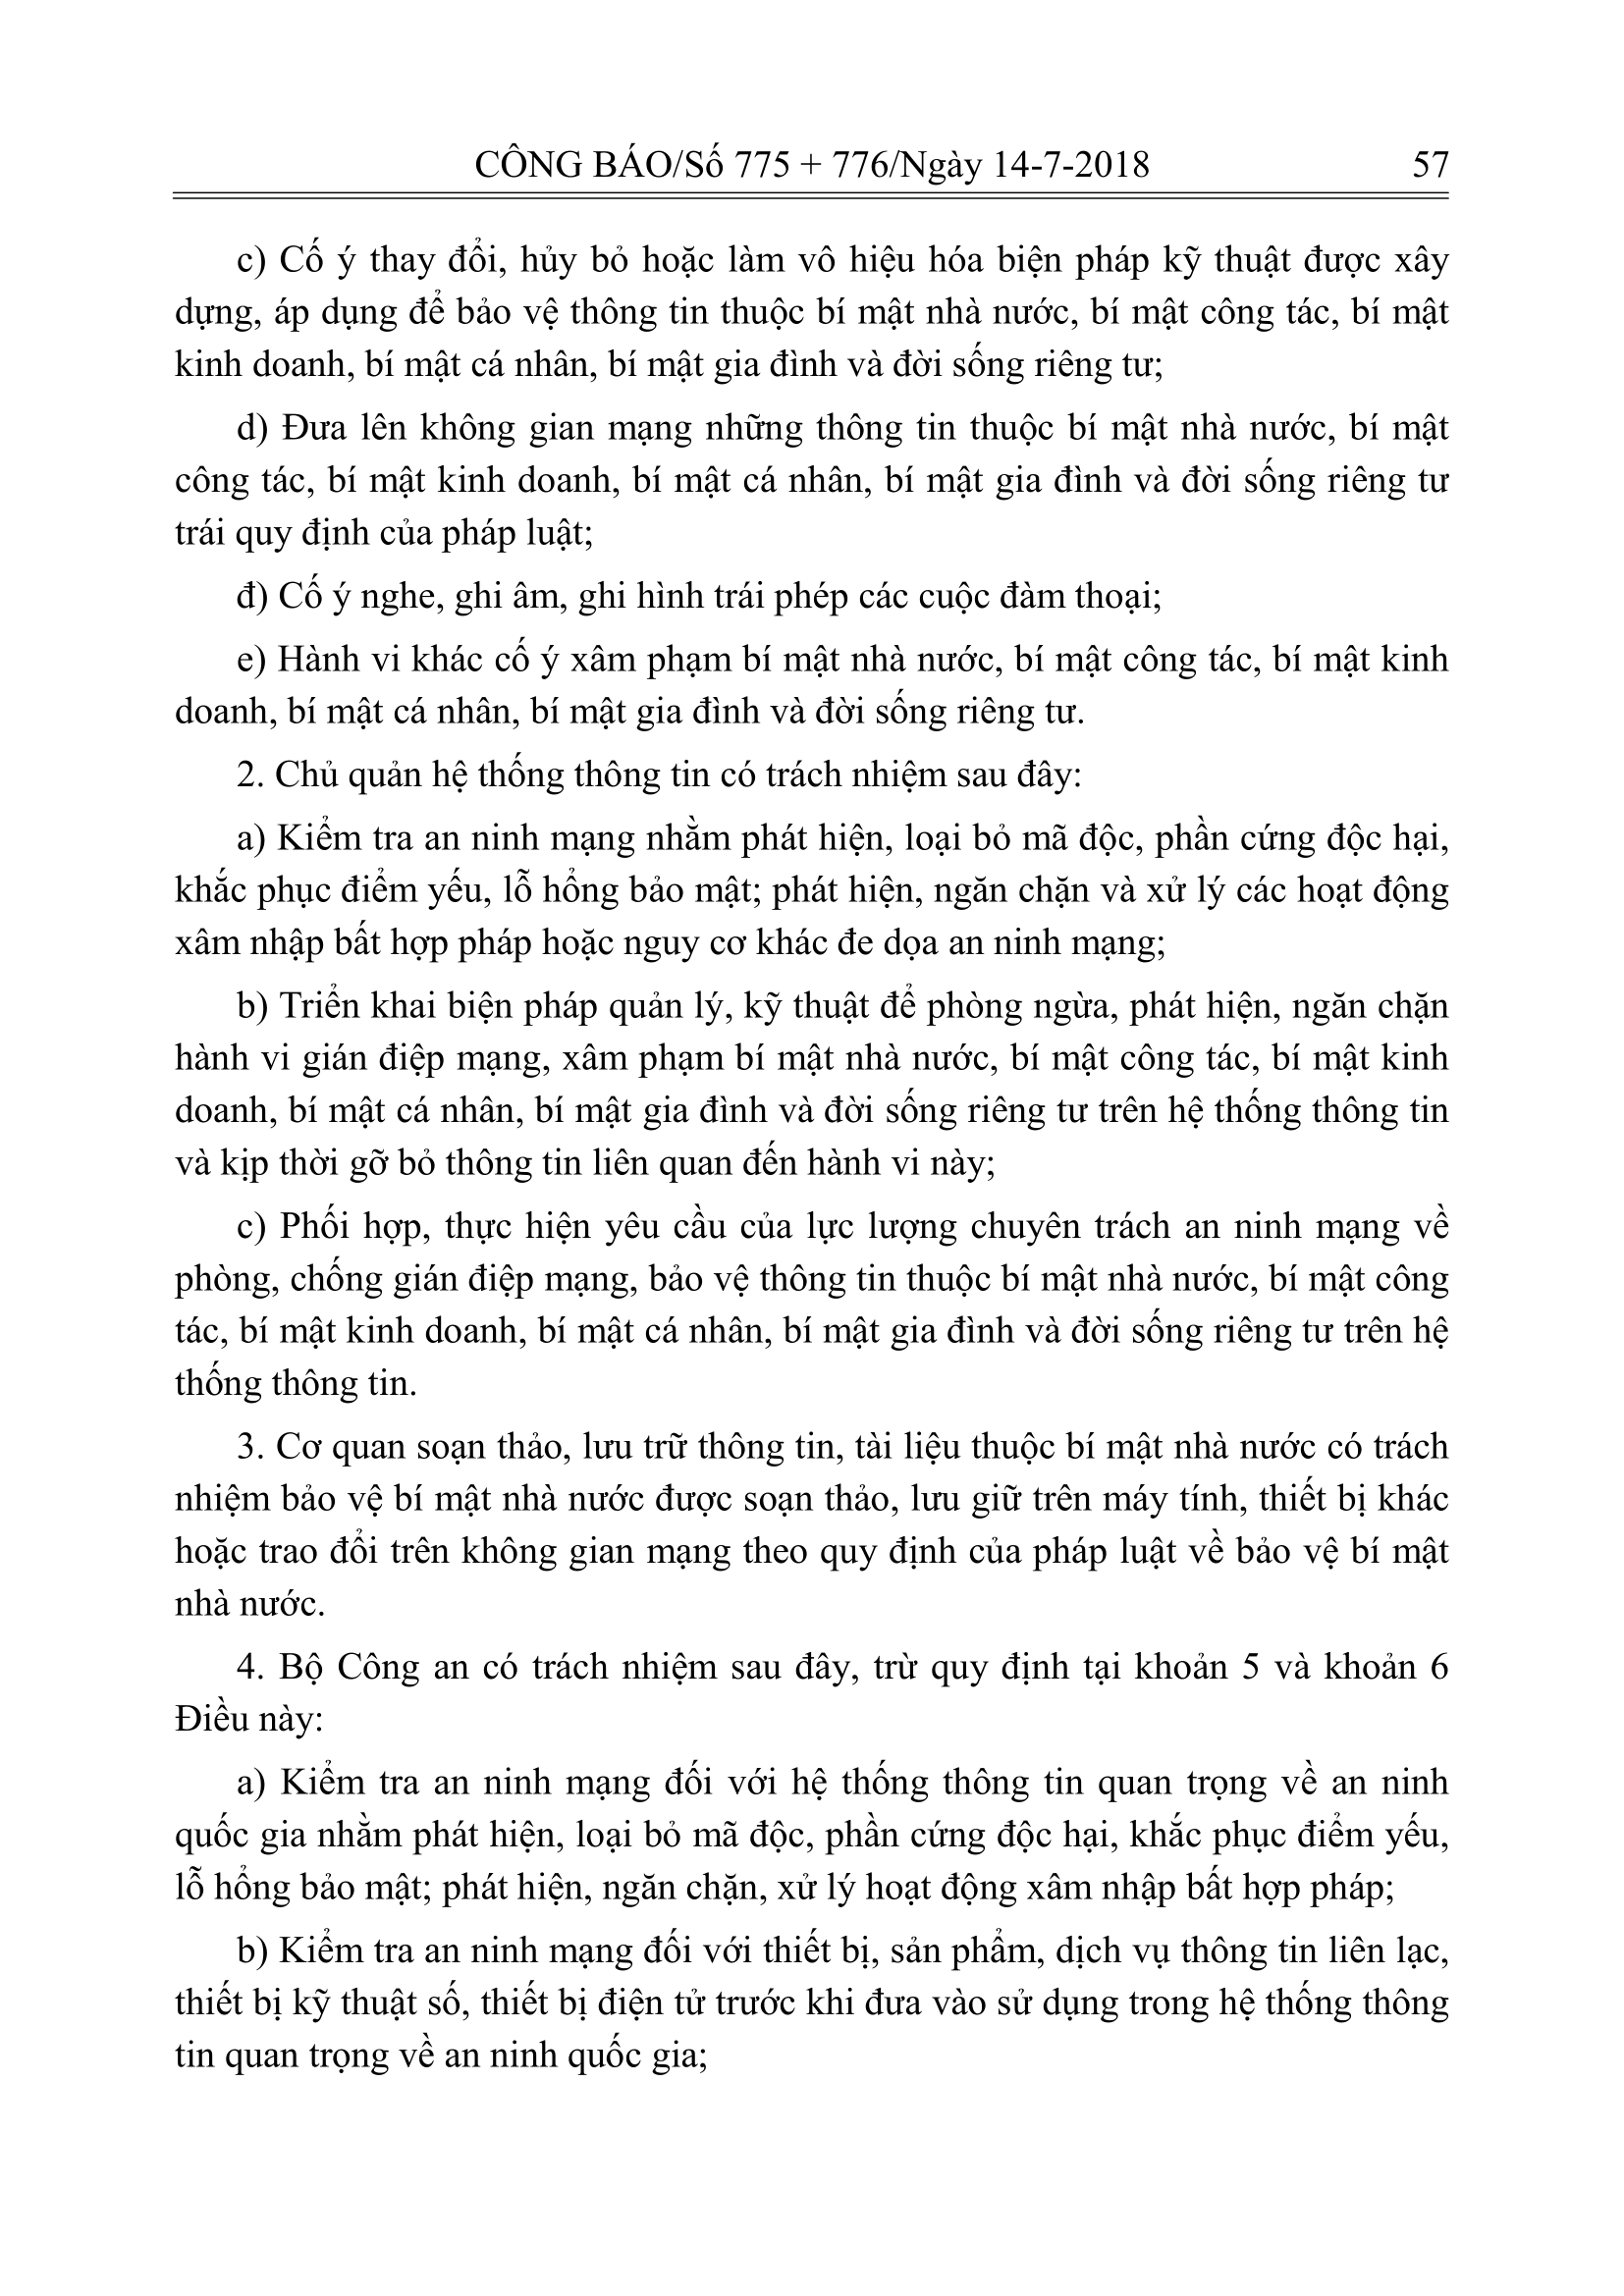 CÔNG BÁO/Số 775 + 776/Ngày 14-7-2018 57
c) Cố ý thay đổi, hủy bỏ hoặc làm vô hiệu hóa biện pháp kỹ thuật được xây
dựng, áp dụng để bảo vệ thông tin thuộc bí mật nhà nước, bí mật công tác, bí mật
kinh doanh, bí mật cá nhân, bí mật gia đình và đời sống riêng tư;
d) Đưa lên không gian mạng những thông tin thuộc bí mật nhà nước, bí mật
công tác, bí mật kinh doanh, bí mật cá nhân, bí mật gia đình và đời sống riêng tư
trái quy định của pháp luật;
đ) Cố ý nghe, ghi âm, ghi hình trái phép các cuộc đàm thoại;
e) Hành vi khác cố ý xâm phạm bí mật nhà nước, bí mật công tác, bí mật kinh
doanh, bí mật cá nhân, bí mật gia đình và đời sống riêng tư.
2. Chủ quản hệ thống thông tin có trách nhiệm sau đây:
a) Kiểm tra an ninh mạng nhằm phát hiện, loại bỏ mã độc, phần cứng độc hại,
khắc phục điểm yếu, lỗ hổng bảo mật; phát hiện, ngăn chặn và xử lý các hoạt động
xâm nhập bất hợp pháp hoặc nguy cơ khác đe dọa an ninh mạng;
b) Triển khai biện pháp quản lý, kỹ thuật để phòng ngừa, phát hiện, ngăn chặn
hành vi gián điệp mạng, xâm phạm bí mật nhà nước, bí mật công tác, bí mật kinh
doanh, bí mật cá nhân, bí mật gia đình và đời sống riêng tư trên hệ thống thông tin
và kịp thời gỡ bỏ thông tin liên quan đến hành vi này;
c) Phối hợp, thực hiện yêu cầu của lực lượng chuyên trách an ninh mạng về
phòng, chống gián điệp mạng, bảo vệ thông tin thuộc bí mật nhà nước, bí mật công
tác, bí mật kinh doanh, bí mật cá nhân, bí mật gia đình và đời sống riêng tư trên hệ
thống thông tin.
3. Cơ quan soạn thảo, lưu trữ thông tin, tài liệu thuộc bí mật nhà nước có trách
nhiệm bảo vệ bí mật nhà nước được soạn thảo, lưu giữ trên máy tính, thiết bị khác
hoặc trao đổi trên không gian mạng theo quy định của pháp luật về bảo vệ bí mật
nhà nước.
4. Bộ Công an có trách nhiệm sau đây, trừ quy định tại khoản 5 và khoản 6
Điều này:
a) Kiểm tra an ninh mạng đối với hệ thống thông tin quan trọng về an ninh
quốc gia nhằm phát hiện, loại bỏ mã độc, phần cứng độc hại, khắc phục điểm yếu,
lỗ hổng bảo mật; phát hiện, ngăn chặn, xử lý hoạt động xâm nhập bất hợp pháp;
b) Kiểm tra an ninh mạng đối với thiết bị, sản phẩm, dịch vụ thông tin liên lạc,
thiết bị kỹ thuật số, thiết bị điện tử trước khi đưa vào sử dụng trong hệ thống thông
tin quan trọng về an ninh quốc gia;